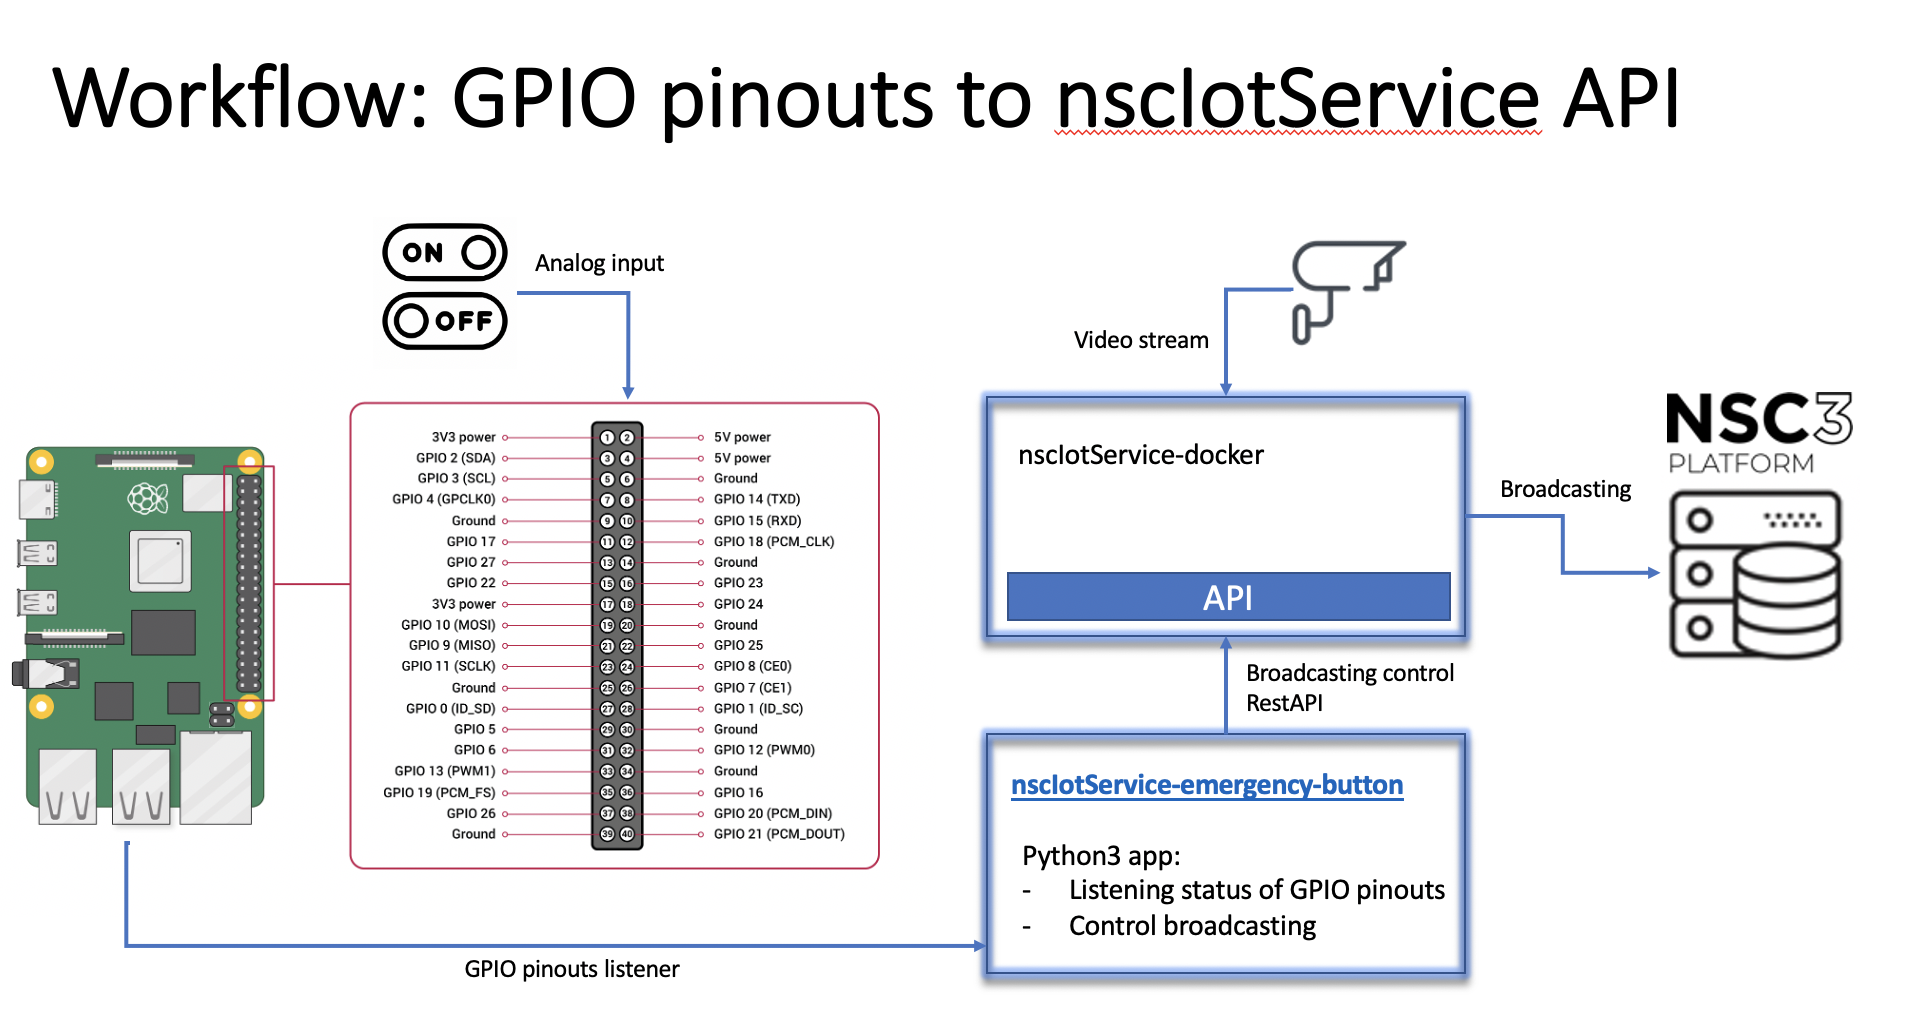 Workflow: GPIO pinouts to nscIotService API
ON
OFF
Analog input
3V3 power 1 2 5V power
GPIO 2 (SDA) 3 4 5V power
GPIO 3 (SCL) 5 6 Ground
GPIO 4 (GPCLK0) 7 8 GPIO 14 (TXD)
Ground 9 10 GPIO 15 (RXD)
GPIO 17 11 12 GPIO 18 (PCM_CLK)
GPIO 27 13 14 Ground
GPIO 22 15 16 GPIO 23
3V3 power 17 18 GPIO 24
GPIO 10 (MOSI) 19 20 Ground
GPIO 9 (MISO) 21 22 GPIO 25
GPIO 11 (SCLK) 23 24 GPIO 8 (CE0)
Ground 25 26 GPIO 7 (CE1)
GPIO 0 (ID_SD) 27 28 GPIO 1 (ID_SC)
GPIO 5 29 30 Ground
GPIO 6 31 32 GPIO 12 (PWM0)
GPIO 13 (PWM1) 33 34 Ground
GPIO 19 (PCM_FS) 35 36 GPIO 16
GPIO 26 37 38 GPIO 20 (PCM_DIN)
Ground 39 40 GPIO 21 (PCM_DOUT)
GPIO pinouts listener
Video stream
nscIotService-docker
API
Broadcasting control
RestAPI
nscIotService-emergency-button
Python3 app:
- Listening status of GPIO pinouts
- Control broadcasting
Broadcasting
NSC3
PLATFORM